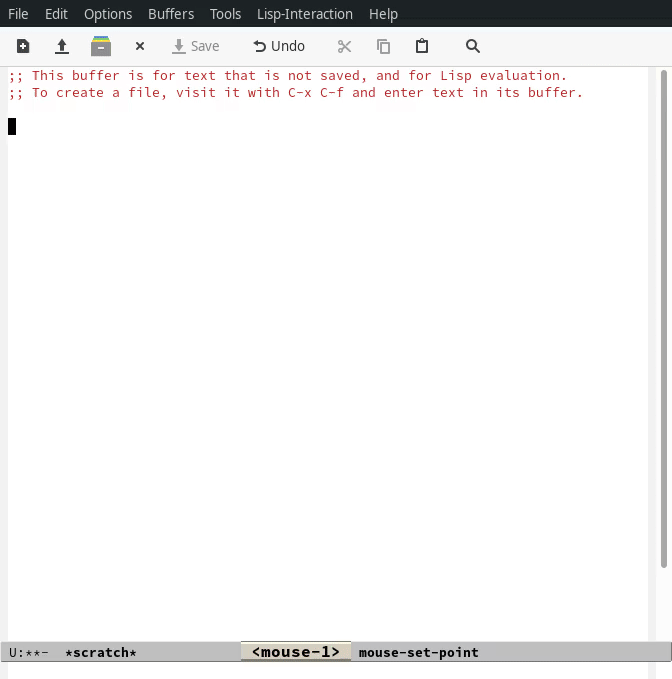 File Edit Options Buffers Tools Lisp-Interaction Help
Save Undo
;; This buffer is for text that is not saved, and for Lisp evaluation.
;; To create a file, visit it with C-x C-f and enter text in its buffer.
U:**- *scratch* <mouse-1> mouse-set-point